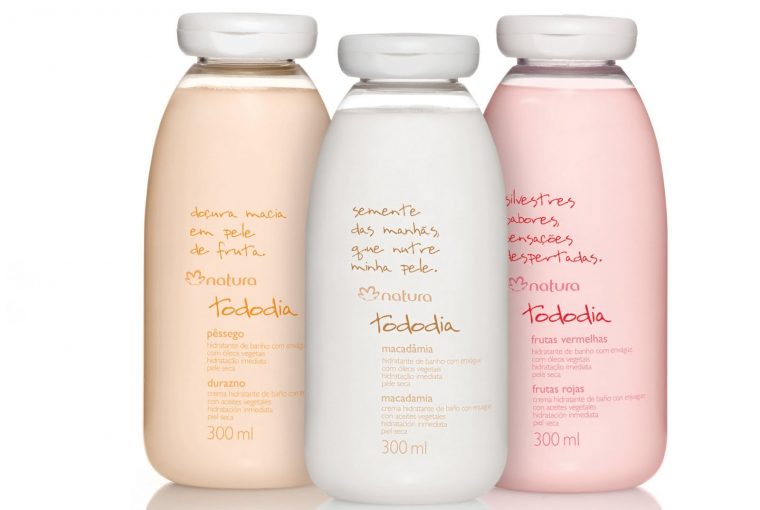 doçura macia
em pele
de fruta.
natura
tododia
pêssego
hidratante de banho com enxágue
com óleos vegetais
hidratação imediata
pele seca
durazno
crema hidratante de baño con
con aceites vegetales
hidratación inmediata
piel seca
300 ml
semente
das manhãs,
que nutre
minha pele.
natura
tododia
macadâmia
hidratante de banho com enxágue
com óleos vegetais
hidratação imediata
pele seca
macadamia
crema hidratante de baño con enjuague
con aceites vegetales
hidratación inmediata
piel seca
300 ml
silvestres
sabores,
sensações
despertadas.
natura
tododia
frutas vermelhas
hidratante de banho com enxágue
com óleos vegetais
hidratação imediata
pele seca
frutas rojas
crema hidratante de baño con enjuague
con aceites vegetales
hidratación inmediata
piel seca
300 ml